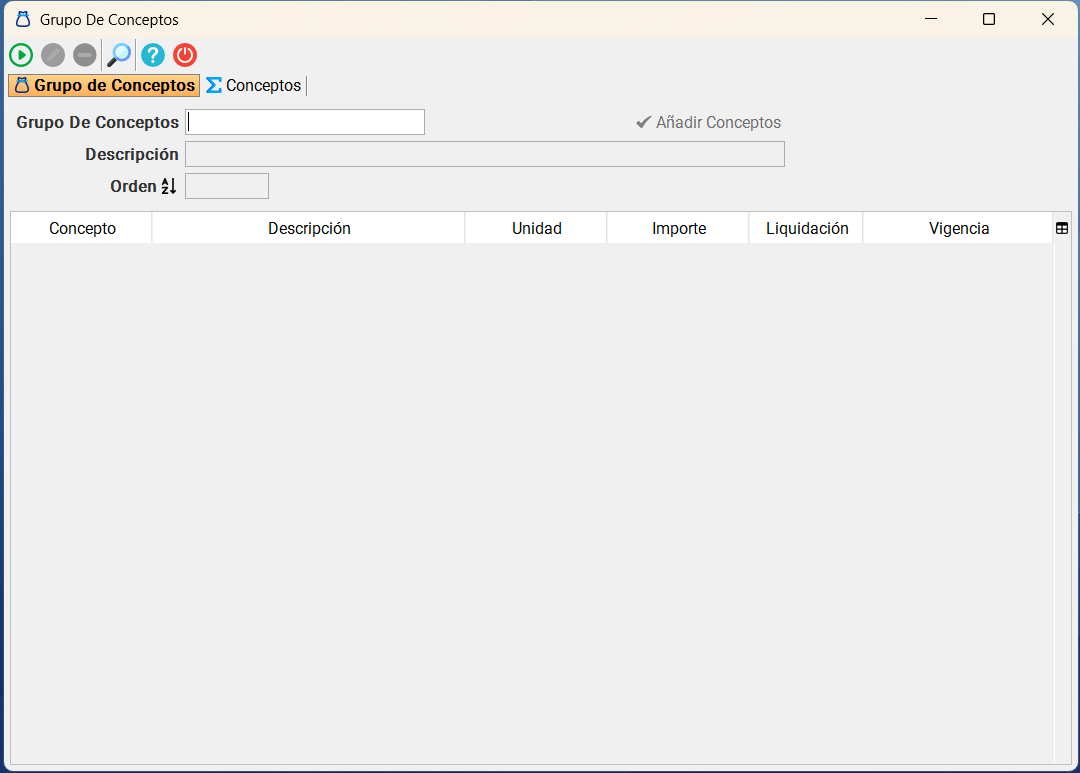 Grupo De Conceptos
?
Grupo de Conceptos Conceptos
Grupo De Conceptos Añadir Conceptos
Descripción
Orden
Concepto Descripción Unidad Importe Liquidación Vigencia